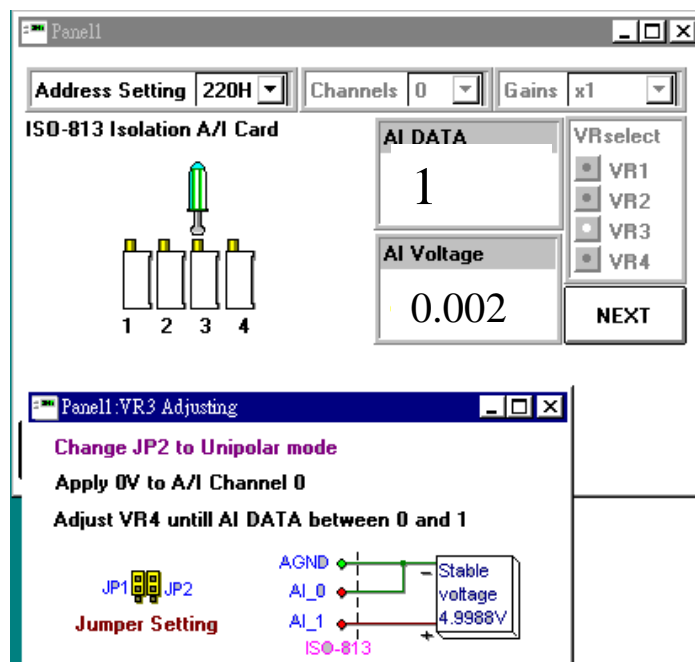 Panel1
Address Setting 220H Channels 0 Gains x1
ISO-813 Isolation A/I Card
AI DATA
1
VRselect
VR1
VR2
VR3
VR4
AI Voltage
0.002
NEXT
1 2 3 4
Panel1:VR3 Adjusting
Change JP2 to Unipolar mode
Apply 0V to A/I Channel 0
Adjust VR4 untill AI DATA between 0 and 1
JP1 JP2
Jumper Setting
AGND
AI_0
AI_1
ISO-813
- Stable
voltage
4.9988V
+